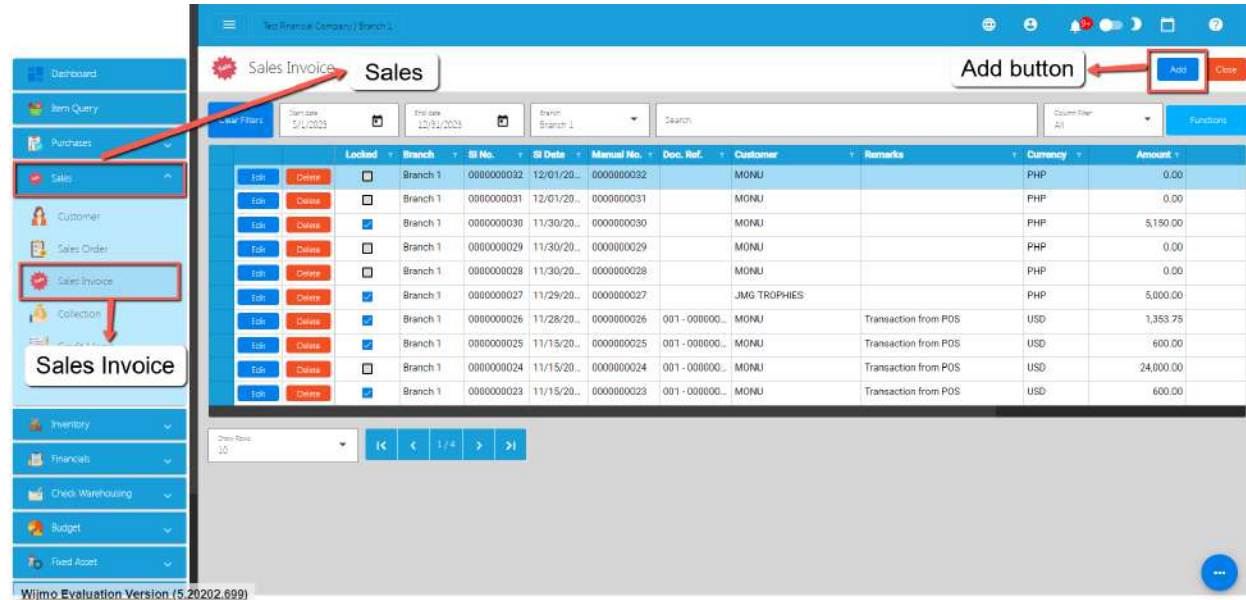 Test Financial Company | Branch 1
9+
Dashboard
Item Query
Purchases
Sales
Customer
Sales Order
Sales Invoice
Collection
Sales Invoice
Inventory
Financials
Check Warehousing
Budget
Fixed Asset
Wijmo Evaluation Version (5.20202.699)
Sales Invoice
Sales
Add button
Add
Close
Clear Filters
Start date
5/1/2023
End date
12/31/2023
Branch
Branch 1
Search
Column Filter
All
Functions
Locked Branch SI No. SI Date Manual No. Doc. Ref. Customer Remarks Currency Amount
Edit Delete Branch 1 0000000032 12/01/20... 0000000032 MONU PHP 0.00
Edit Delete Branch 1 0000000031 12/01/20... 0000000031 MONU PHP 0.00
Edit Delete Branch 1 0000000030 11/30/20... 0000000030 MONU PHP 5,150.00
Edit Delete Branch 1 0000000029 11/30/20... 0000000029 MONU PHP 0.00
Edit Delete Branch 1 0000000028 11/30/20... 0000000028 MONU PHP 0.00
Edit Delete Branch 1 0000000027 11/29/20... 0000000027 JMG TROPHIES PHP 5,000.00
Edit Delete Branch 1 0000000026 11/28/20... 0000000026 001 - 000000... MONU Transaction from POS USD 1,353.75
Edit Delete Branch 1 0000000025 11/15/20... 0000000025 001 - 000000... MONU Transaction from POS USD 600.00
Edit Delete Branch 1 0000000024 11/15/20... 0000000024 001 - 000000... MONU Transaction from POS USD 24,000.00
Edit Delete Branch 1 0000000023 11/15/20... 0000000023 001 - 000000... MONU Transaction from POS USD 600.00
Show Rows
10
1 / 4